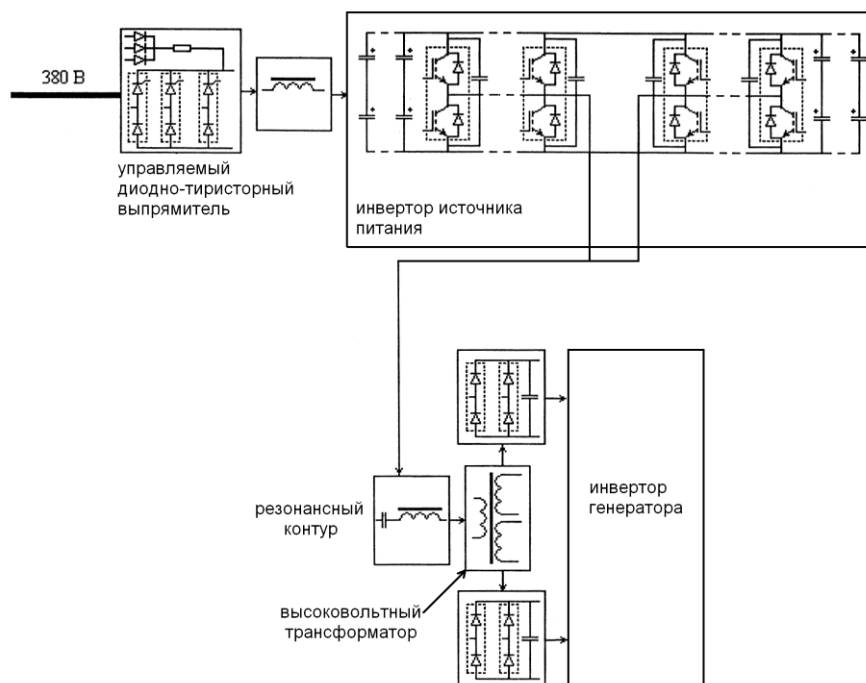 380 В
управляемый
диодно-тиристорный
выпрямитель
инвертор источника
питания
резонансный
контур
инвертор
генератора
высоковольтный
трансформатор